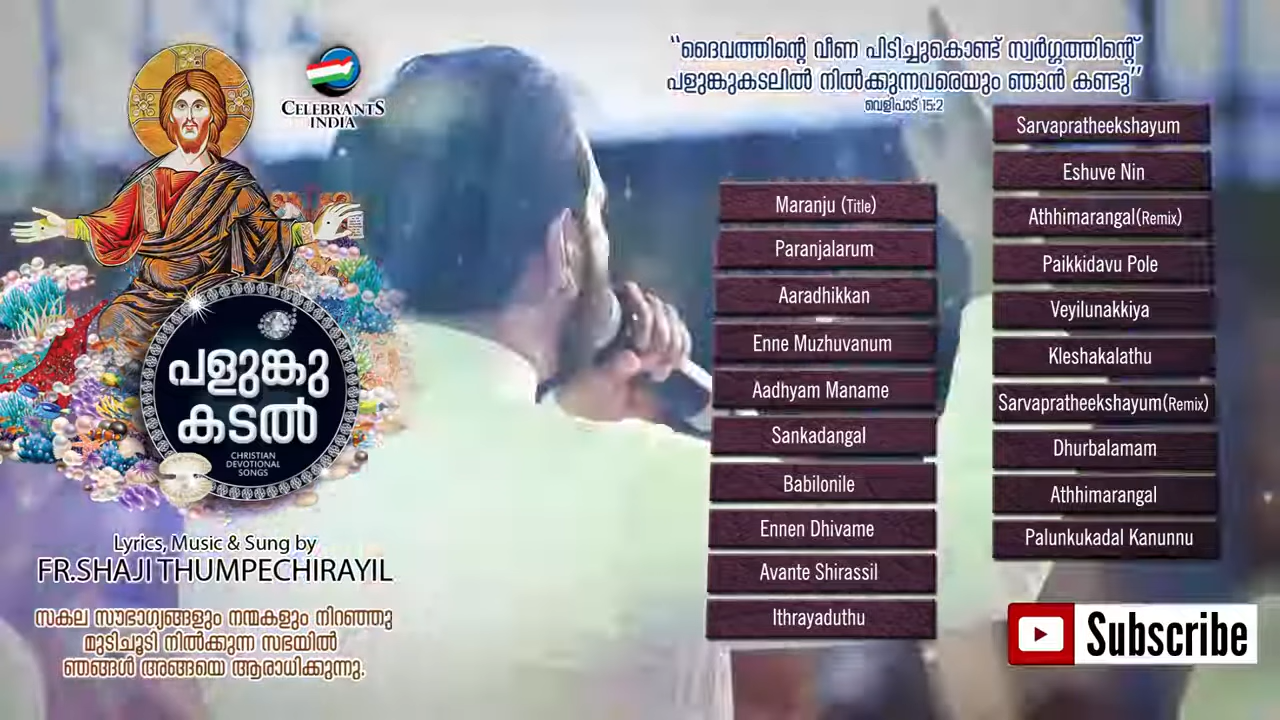 CELEBRANTS
INDIA
പളുങ്കു
കടൽ
CHRISTIAN
DEVOTIONAL
SONGS
Lyrics, Music & Sung by
FR.SHAJI THUMPECHIRAYIL
സകല സൗഭാഗ്യങ്ങളും നന്മകളും നിറഞ്ഞു
മുടിചൂടി നിൽക്കുന്ന സഭയിൽ
ഞങ്ങൾ അങ്ങയെ ആരാധിക്കുന്നു.
“ദൈവത്തിന്റെ വീണ പിടിച്ചുകൊണ്ട് സ്വർഗ്ഗത്തിന്റെ
പളുങ്കുകടലിൽ നിൽക്കുന്നവരെയും ഞാൻ കണ്ടു”
വെളിപാട് 15:2
Maranju (Title)
Paranjalarum
Aaradhikkan
Enne Muzhuvanum
Aadhyam Maname
Sankadangal
Babilonile
Ennen Dhivame
Avante Shirassil
Ithrayaduthu
Sarvapratheekshayum
Eshuve Nin
Athhimarangal(Remix)
Paikkidavu Pole
Veyilunakkiya
Kleshakalathu
Sarvapratheekshayum(Remix)
Dhurbalamam
Athhimarangal
Palunkukadal Kanunnu
Subscribe